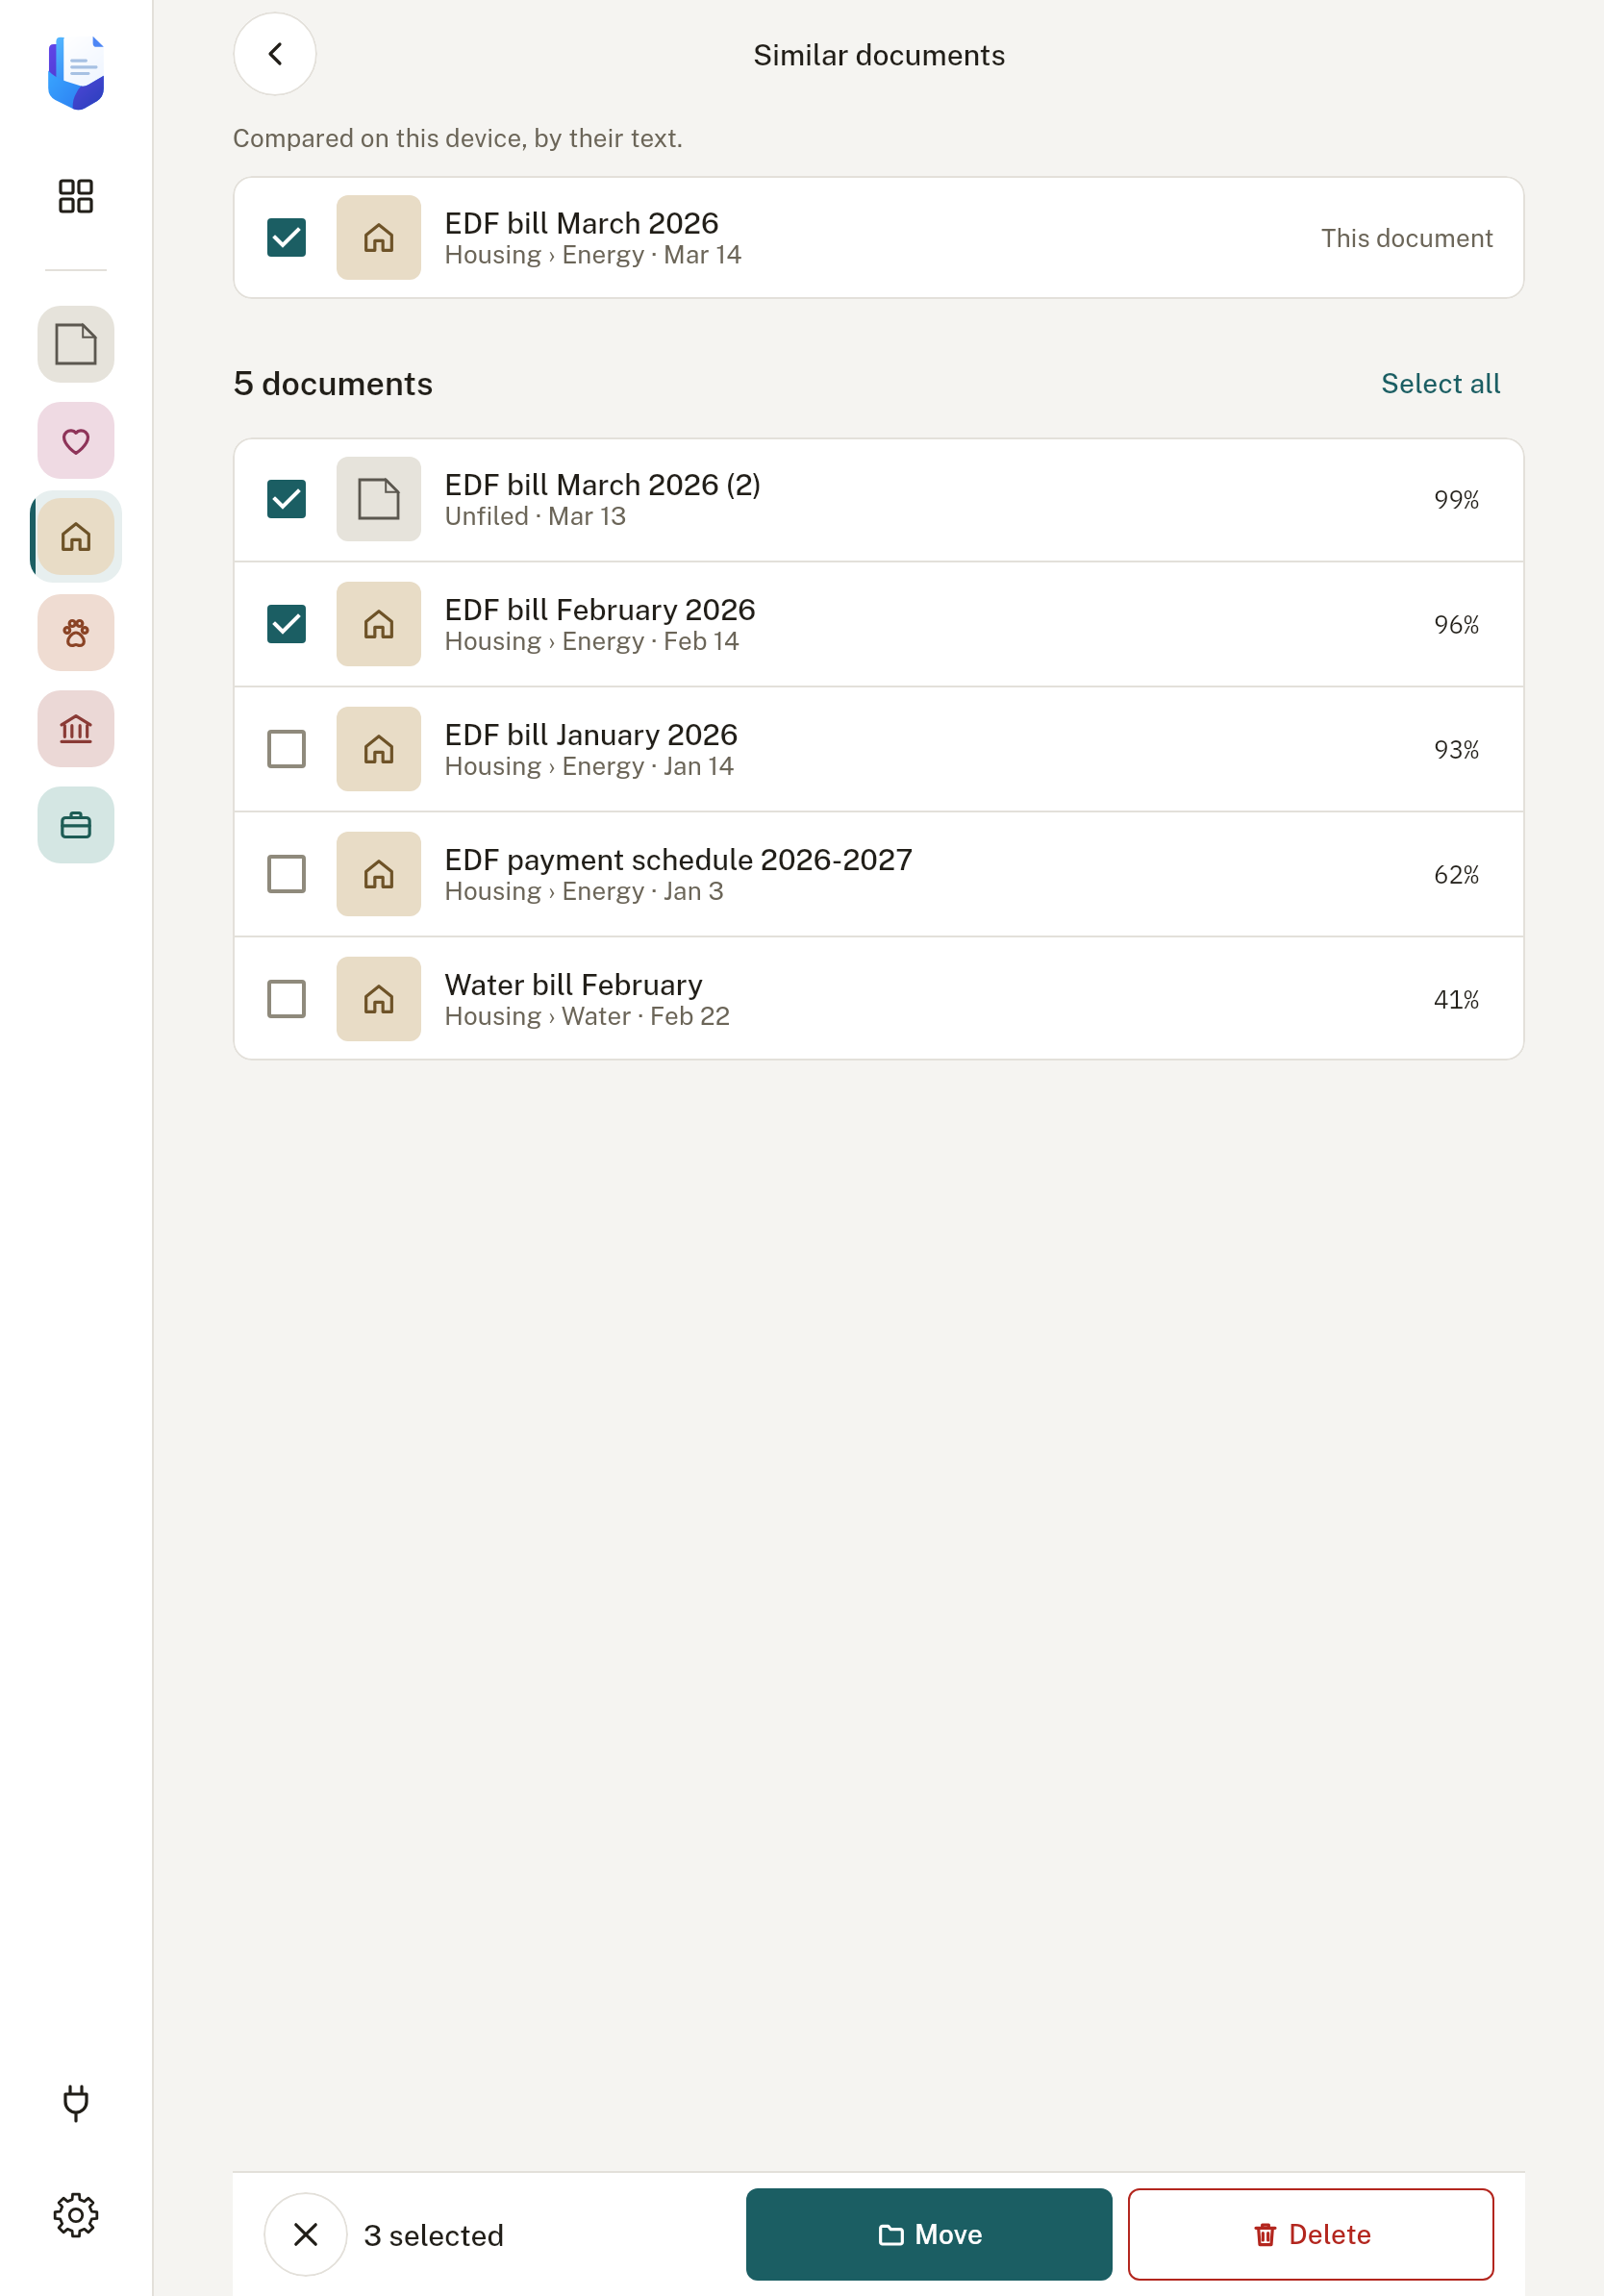 Similar documents
Compared on this device, by their text.
EDF bill March 2026
Housing › Energy · Mar 14
This document
5 documents
Select all
EDF bill March 2026 (2)
Unfiled · Mar 13
99%
EDF bill February 2026
Housing › Energy · Feb 14
96%
EDF bill January 2026
Housing › Energy · Jan 14
93%
EDF payment schedule 2026-2027
Housing › Energy · Jan 3
62%
Water bill February
Housing › Water · Feb 22
41%
3 selected
Move
Delete